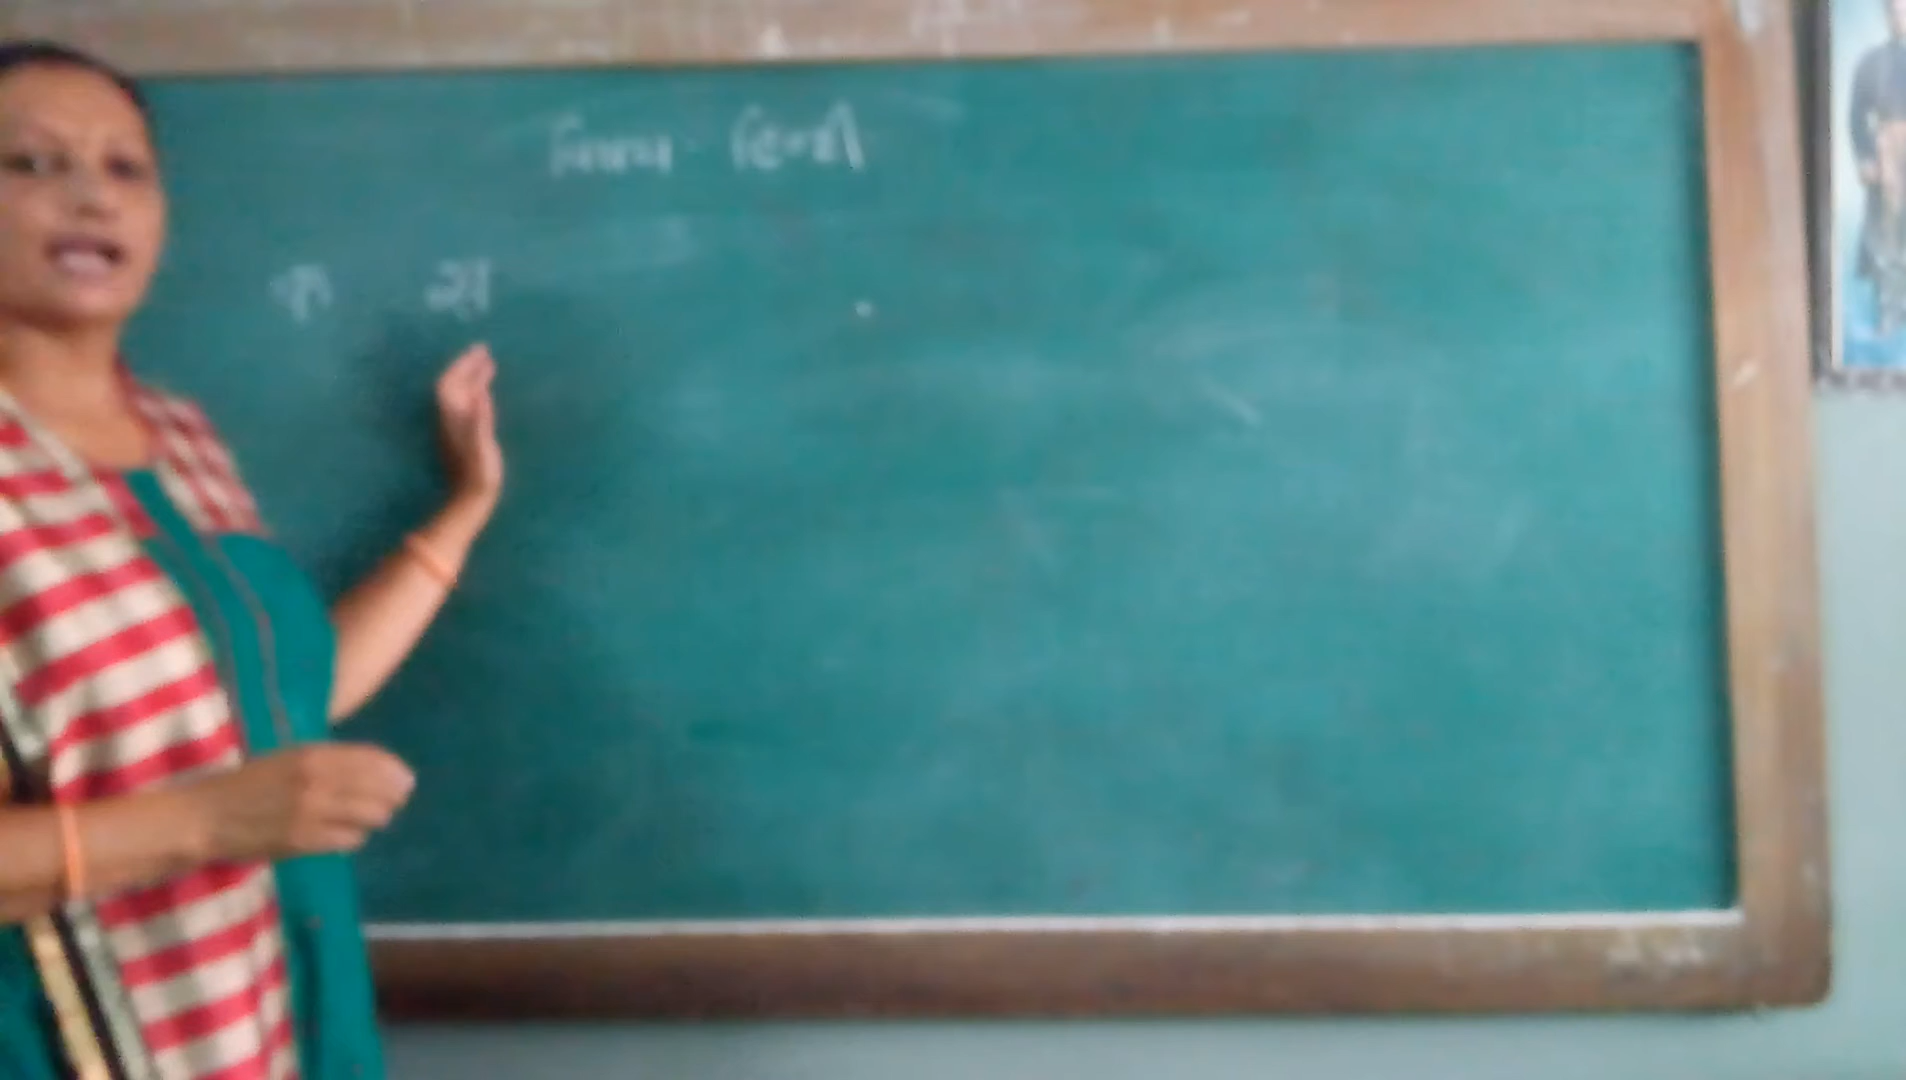 विषय - हिन्दी
क ख